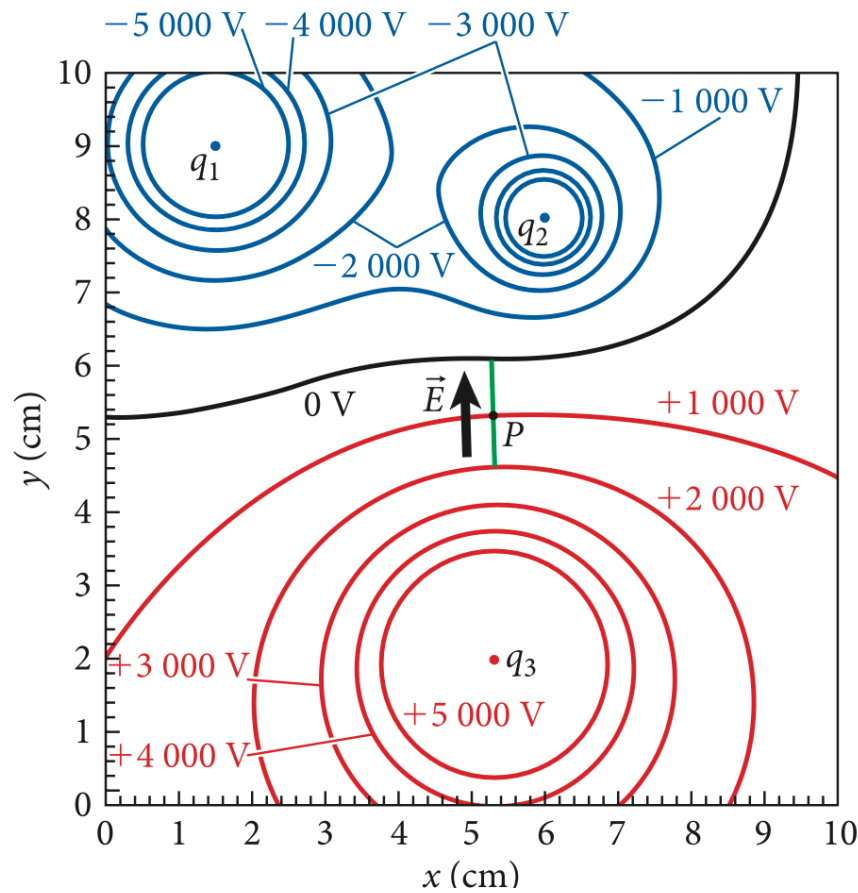 −5 000 V −4 000 V −3 000 V
10
−1 000 V
9
q₁
8
q₂
−2 000 V
7
6
E⃗
0 V
+1 000 V
P
5
y (cm)
4
+2 000 V
3
2
+3 000 V
q₃
+5 000 V
1
+4 000 V
0
0 1 2 3 4 5 6 7 8 9 10
x (cm)